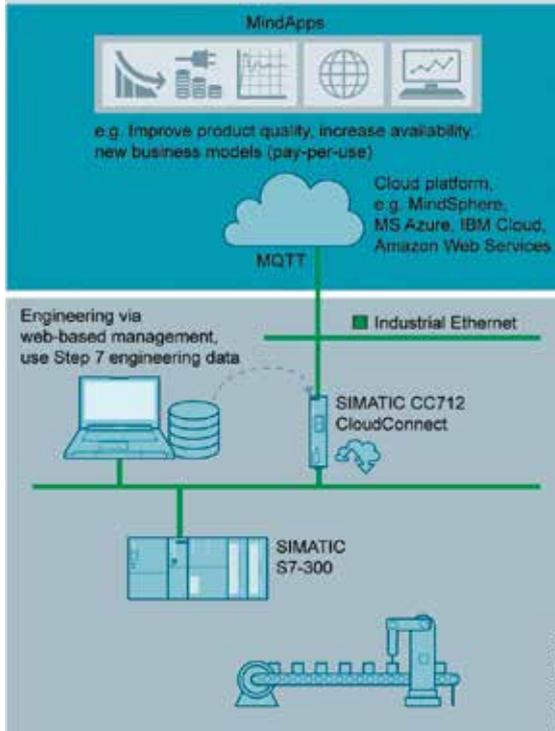 MindApps
e.g. Improve product quality, increase availability,
new business models (pay-per-use)
Cloud platform,
e.g. MindSphere,
MS Azure, IBM Cloud,
Amazon Web Services
MQTT
Engineering via
web-based management,
use Step 7 engineering data
Industrial Ethernet
SIMATIC CC712
CloudConnect
SIMATIC
S7-300